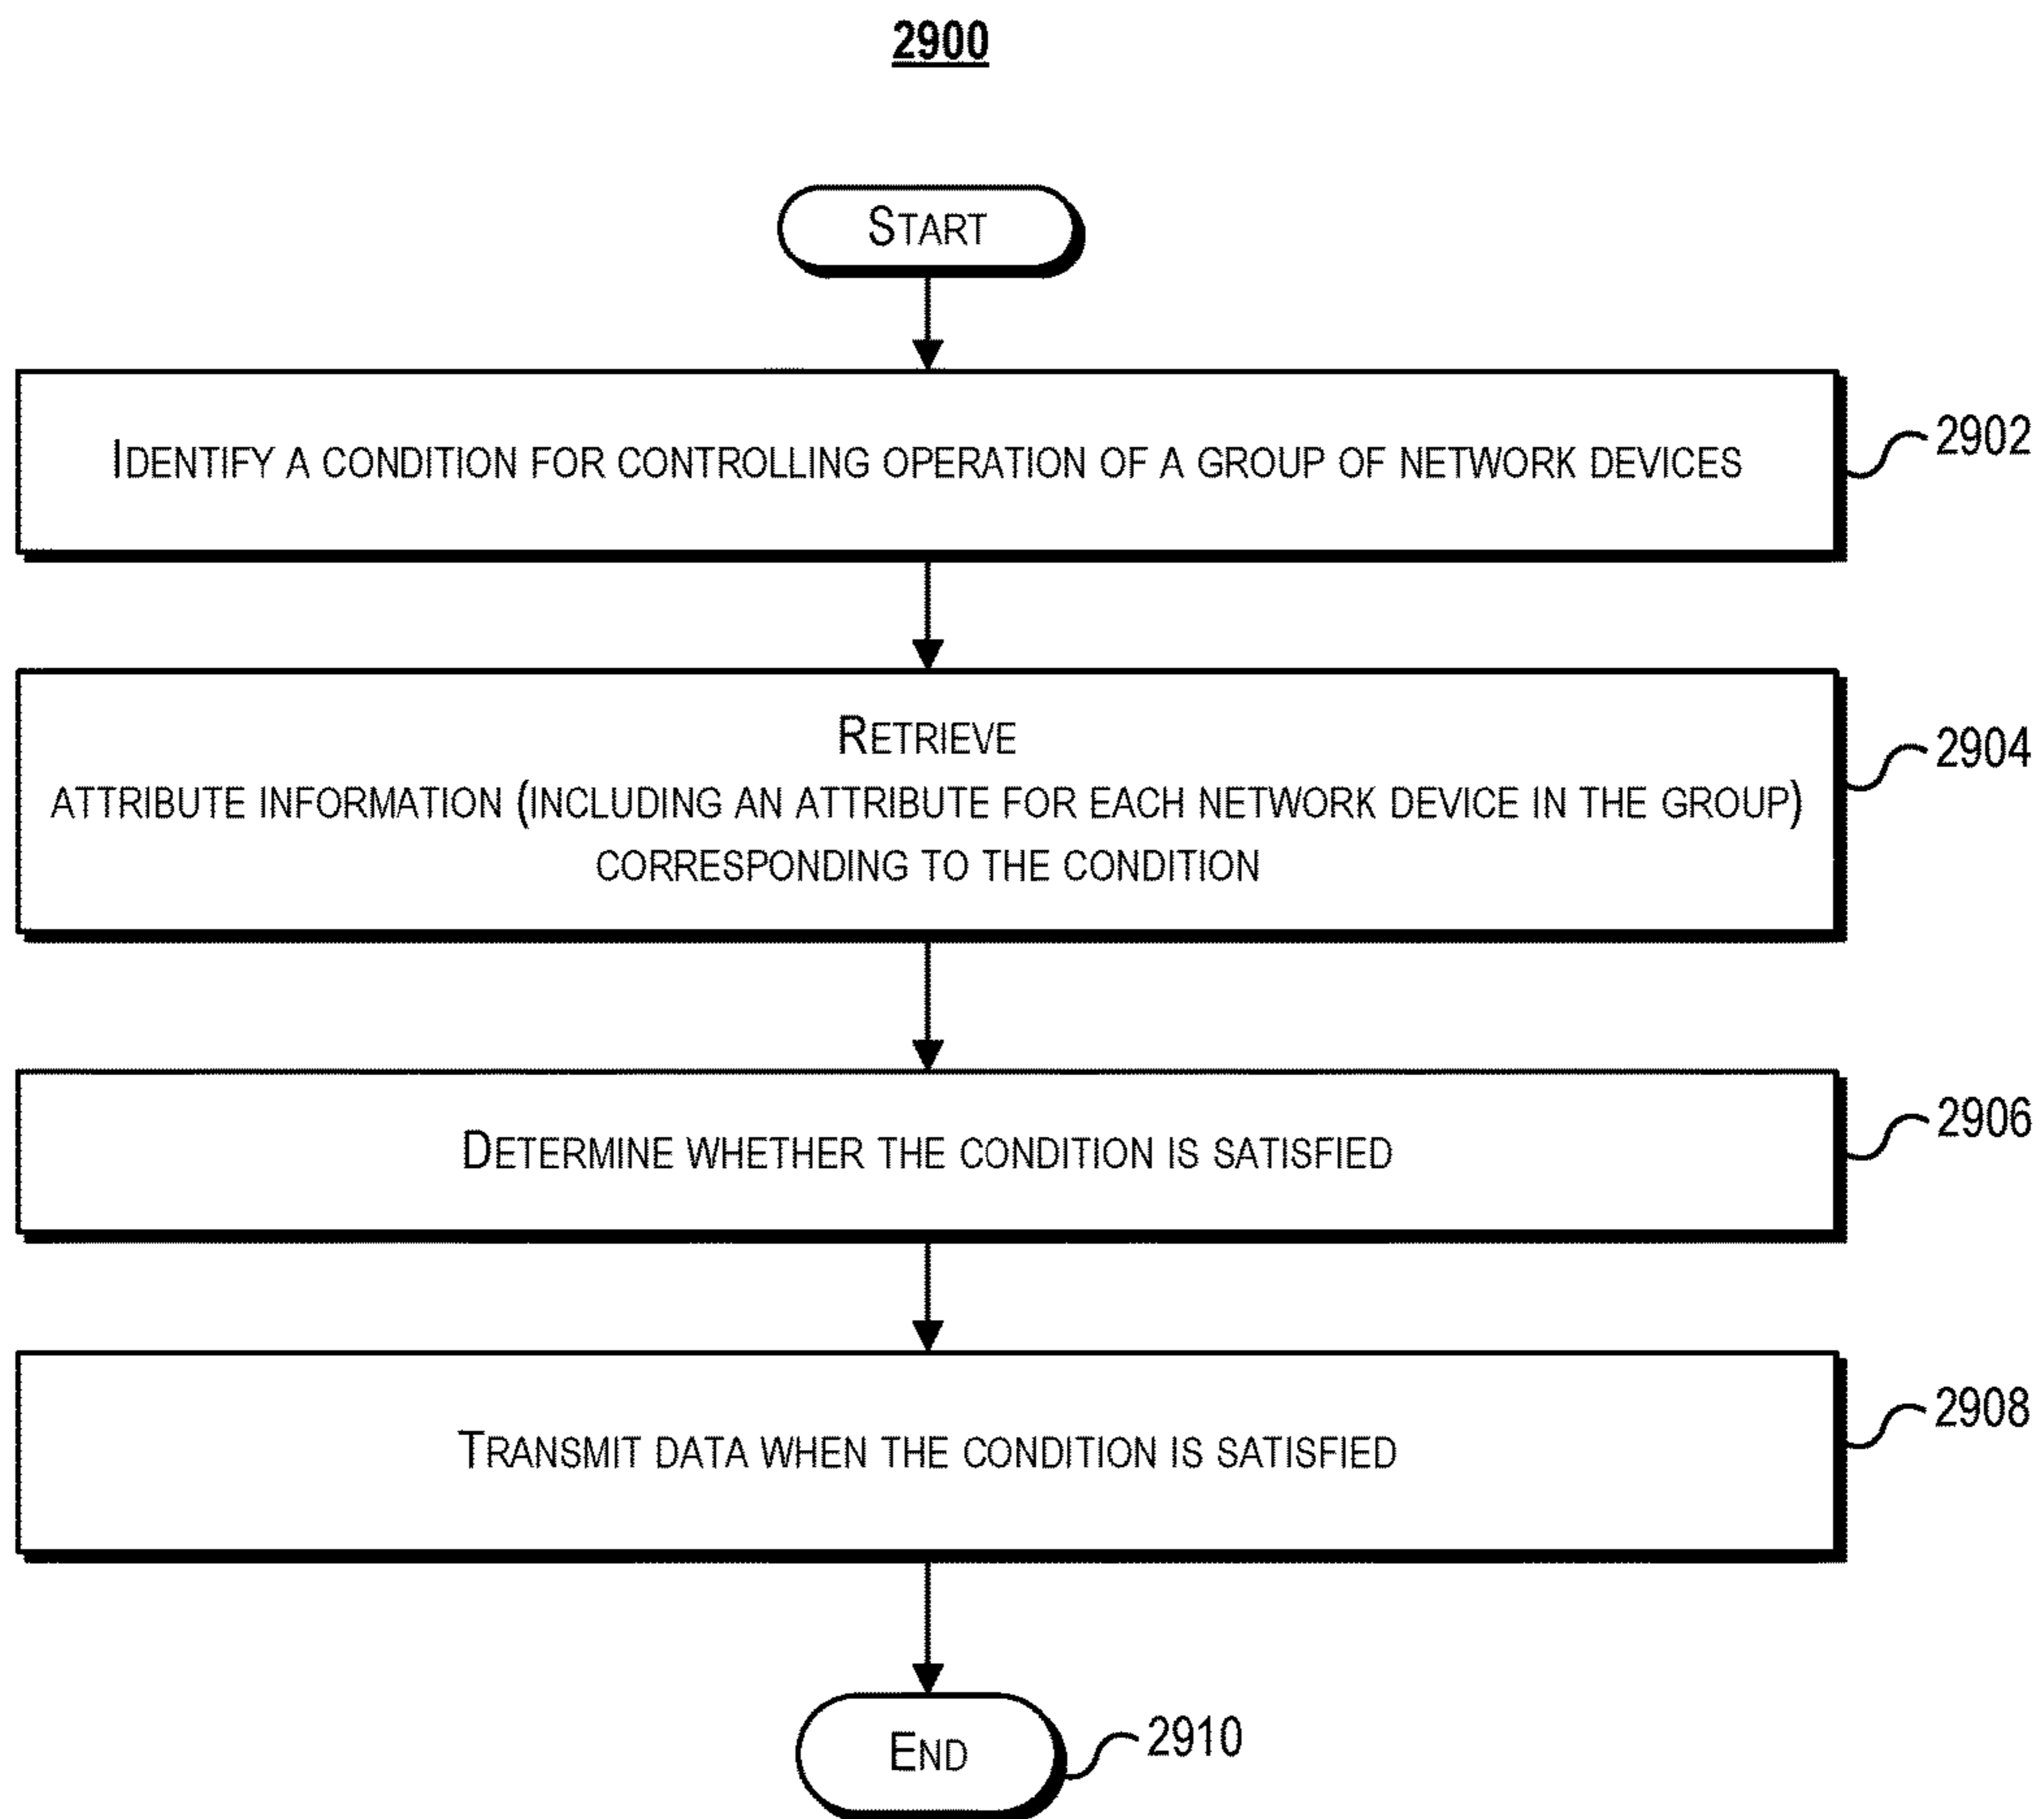 2900
START
IDENTIFY A CONDITION FOR CONTROLLING OPERATION OF A GROUP OF NETWORK DEVICES
2902
RETRIEVE
ATTRIBUTE INFORMATION (INCLUDING AN ATTRIBUTE FOR EACH NETWORK DEVICE IN THE GROUP)
CORRESPONDING TO THE CONDITION
2904
DETERMINE WHETHER THE CONDITION IS SATISFIED
2906
TRANSMIT DATA WHEN THE CONDITION IS SATISFIED
2908
END
2910